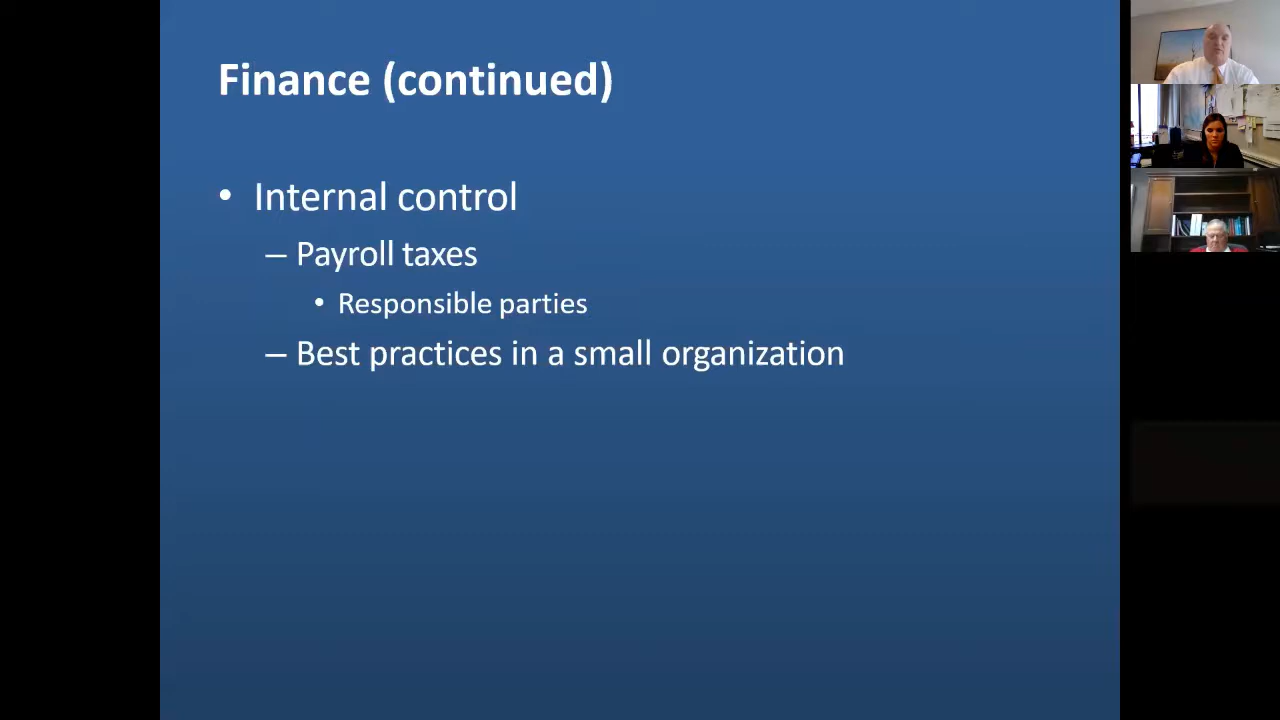 Finance (continued)
• Internal control
– Payroll taxes
• Responsible parties
– Best practices in a small organization